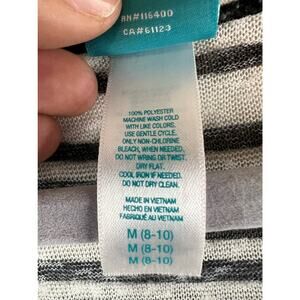 RN#116400
CA#61123
100% POLYESTER
MACHINE WASH COLD
WITH LIKE COLORS.
USE GENTLE CYCLE.
ONLY NON-CHLORINE
BLEACH, WHEN NEEDED.
DO NOT WRING OR TWIST.
DRY FLAT.
COOL IRON IF NEEDED.
DO NOT DRY CLEAN.
MADE IN VIETNAM
HECHO EN VIETNAM
FABRIQUÉ AU VIETNAM
M (8-10)
M (8-10)
M (8-10)